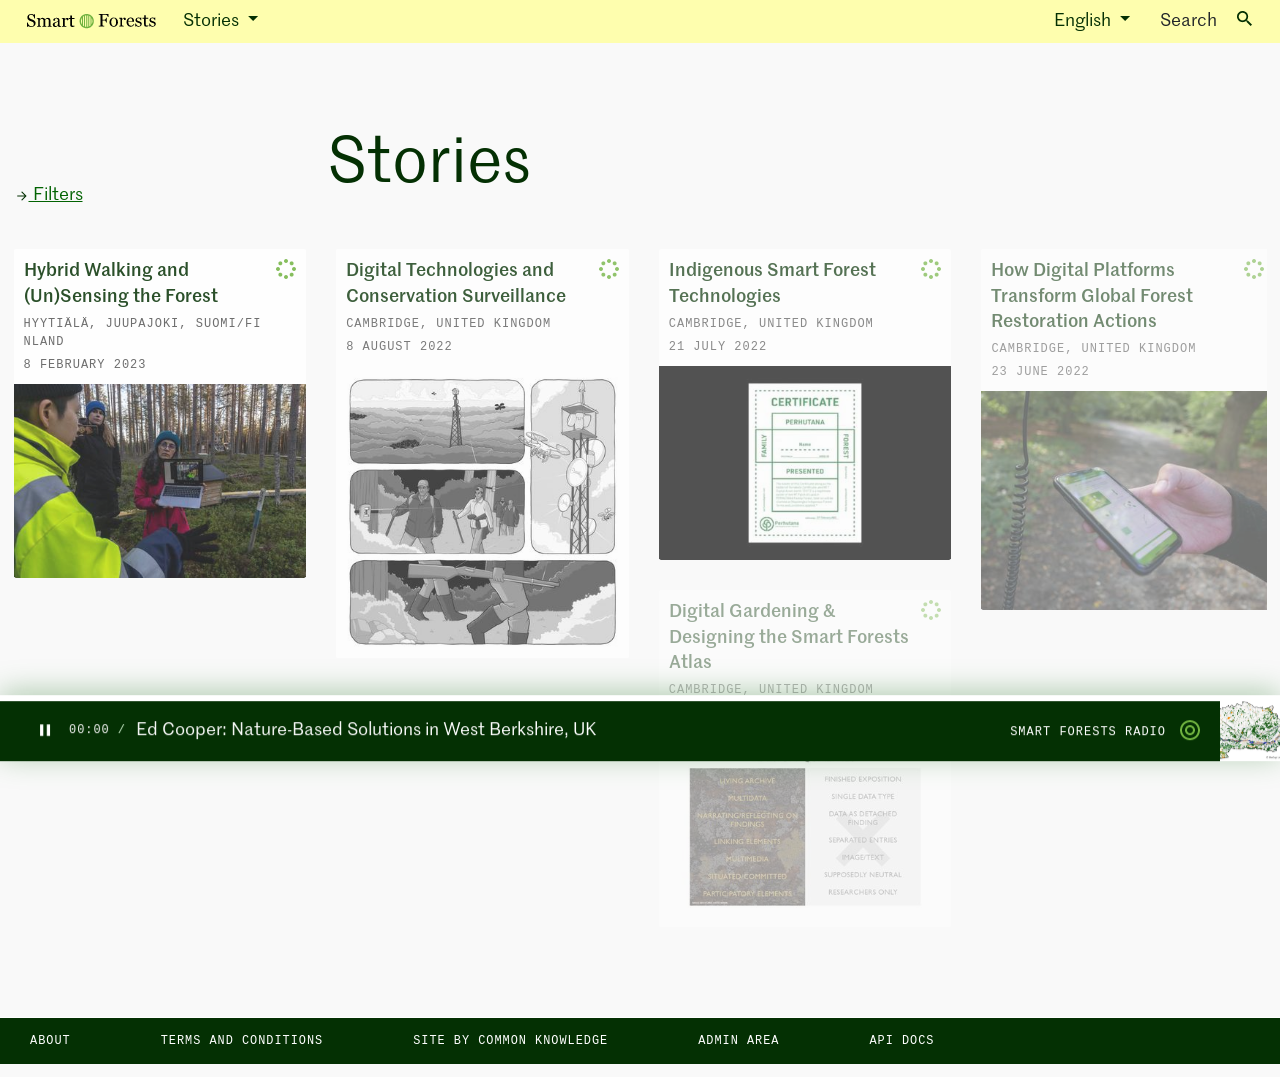 Smart Forests
Stories
English
Search
Stories
Filters
Hybrid Walking and
(Un)Sensing the Forest
HYYTIÄLÄ, JUUPAJOKI, SUOMI/FI
NLAND
8 FEBRUARY 2023
Digital Technologies and
Conservation Surveillance
CAMBRIDGE, UNITED KINGDOM
8 AUGUST 2022
Indigenous Smart Forest
Technologies
CAMBRIDGE, UNITED KINGDOM
21 JULY 2022
CERTIFICATE
PERHUTANA
FAMILY
Name
FOREST
PRESENTED
Perhutana
How Digital Platforms
Transform Global Forest
Restoration Actions
CAMBRIDGE, UNITED KINGDOM
23 JUNE 2022
Digital Gardening &
Designing the Smart Forests
Atlas
CAMBRIDGE, UNITED KINGDOM
00:00 /
Ed Cooper: Nature-Based Solutions in West Berkshire, UK
SMART FORESTS RADIO
LIVING ARCHIVE
MULTIDATA
NARRATING/REFLECTING ON
FINDINGS
LINKING ELEMENTS
MULTIMEDIA
SITUATED/COMMITTED
PARTICIPATORY ELEMENTS
FINISHED EXPOSITION
SINGLE DATA TYPE
DATA AS DETACHED
FINDING
SEPARATED ENTRIES
IMAGE/TEXT
SUPPOSEDLY NEUTRAL
RESEARCHERS ONLY
ABOUT
TERMS AND CONDITIONS
SITE BY COMMON KNOWLEDGE
ADMIN AREA
API DOCS